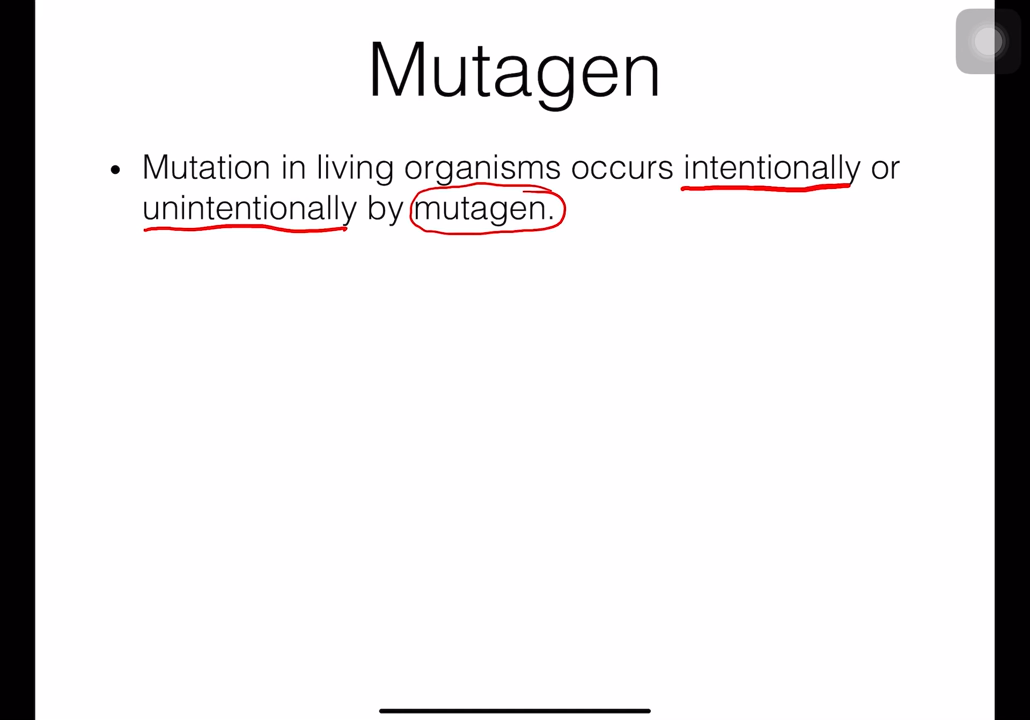 Mutagen
• Mutation in living organisms occurs intentionally or
unintentionally by mutagen.